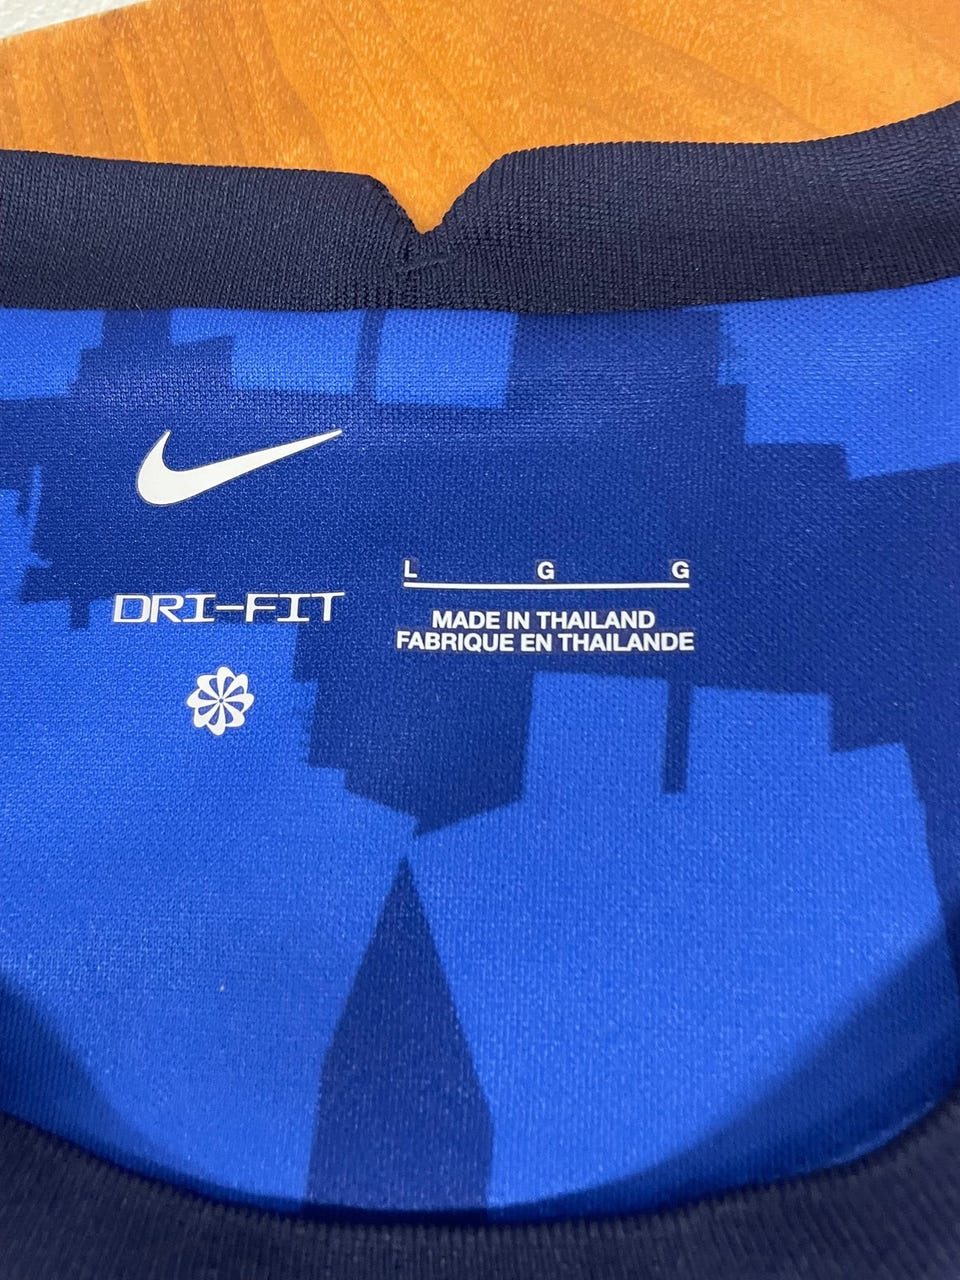 DRI-FIT
L G G
MADE IN THAILAND
FABRIQUE EN THAILANDE